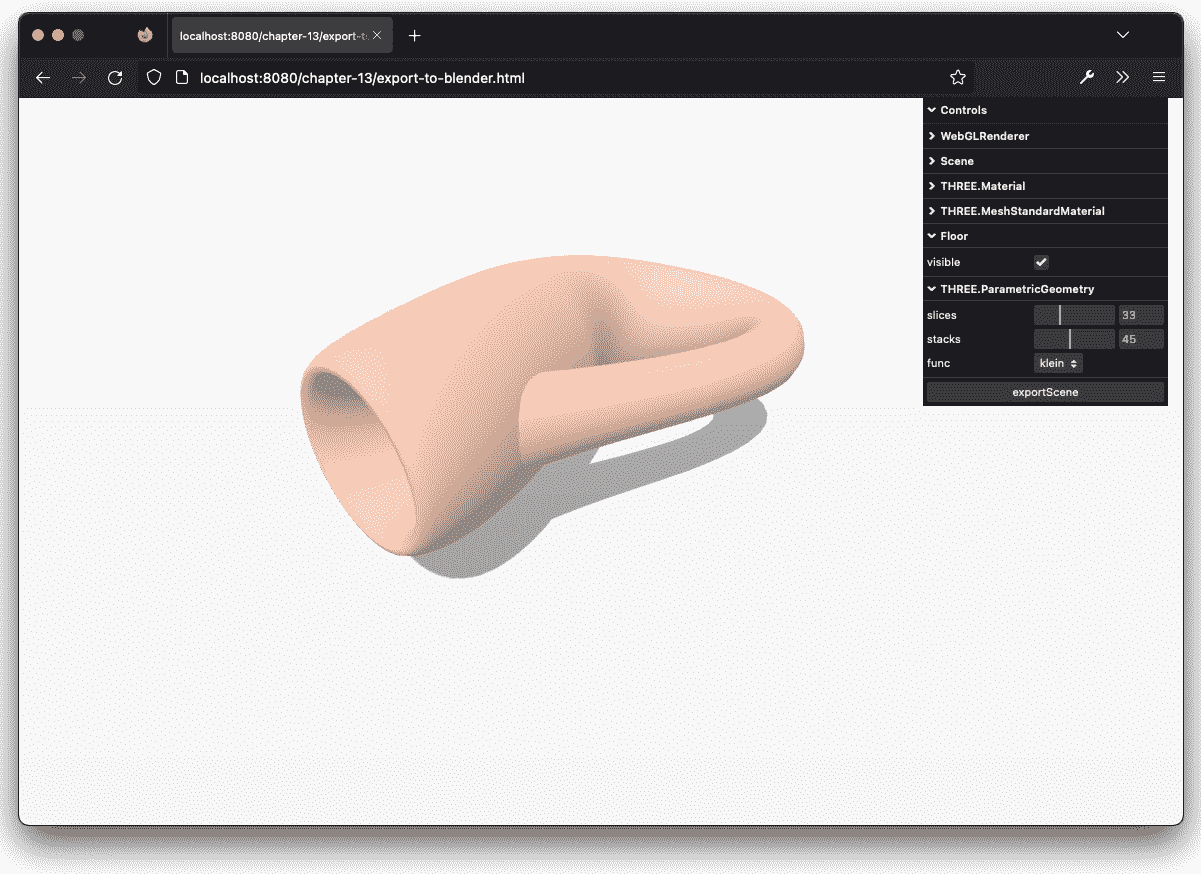 localhost:8080/chapter-13/export-t
localhost:8080/chapter-13/export-to-blender.html
Controls
WebGLRenderer
Scene
THREE.Material
THREE.MeshStandardMaterial
Floor
visible
THREE.ParametricGeometry
slices 33
stacks 45
func klein
exportScene